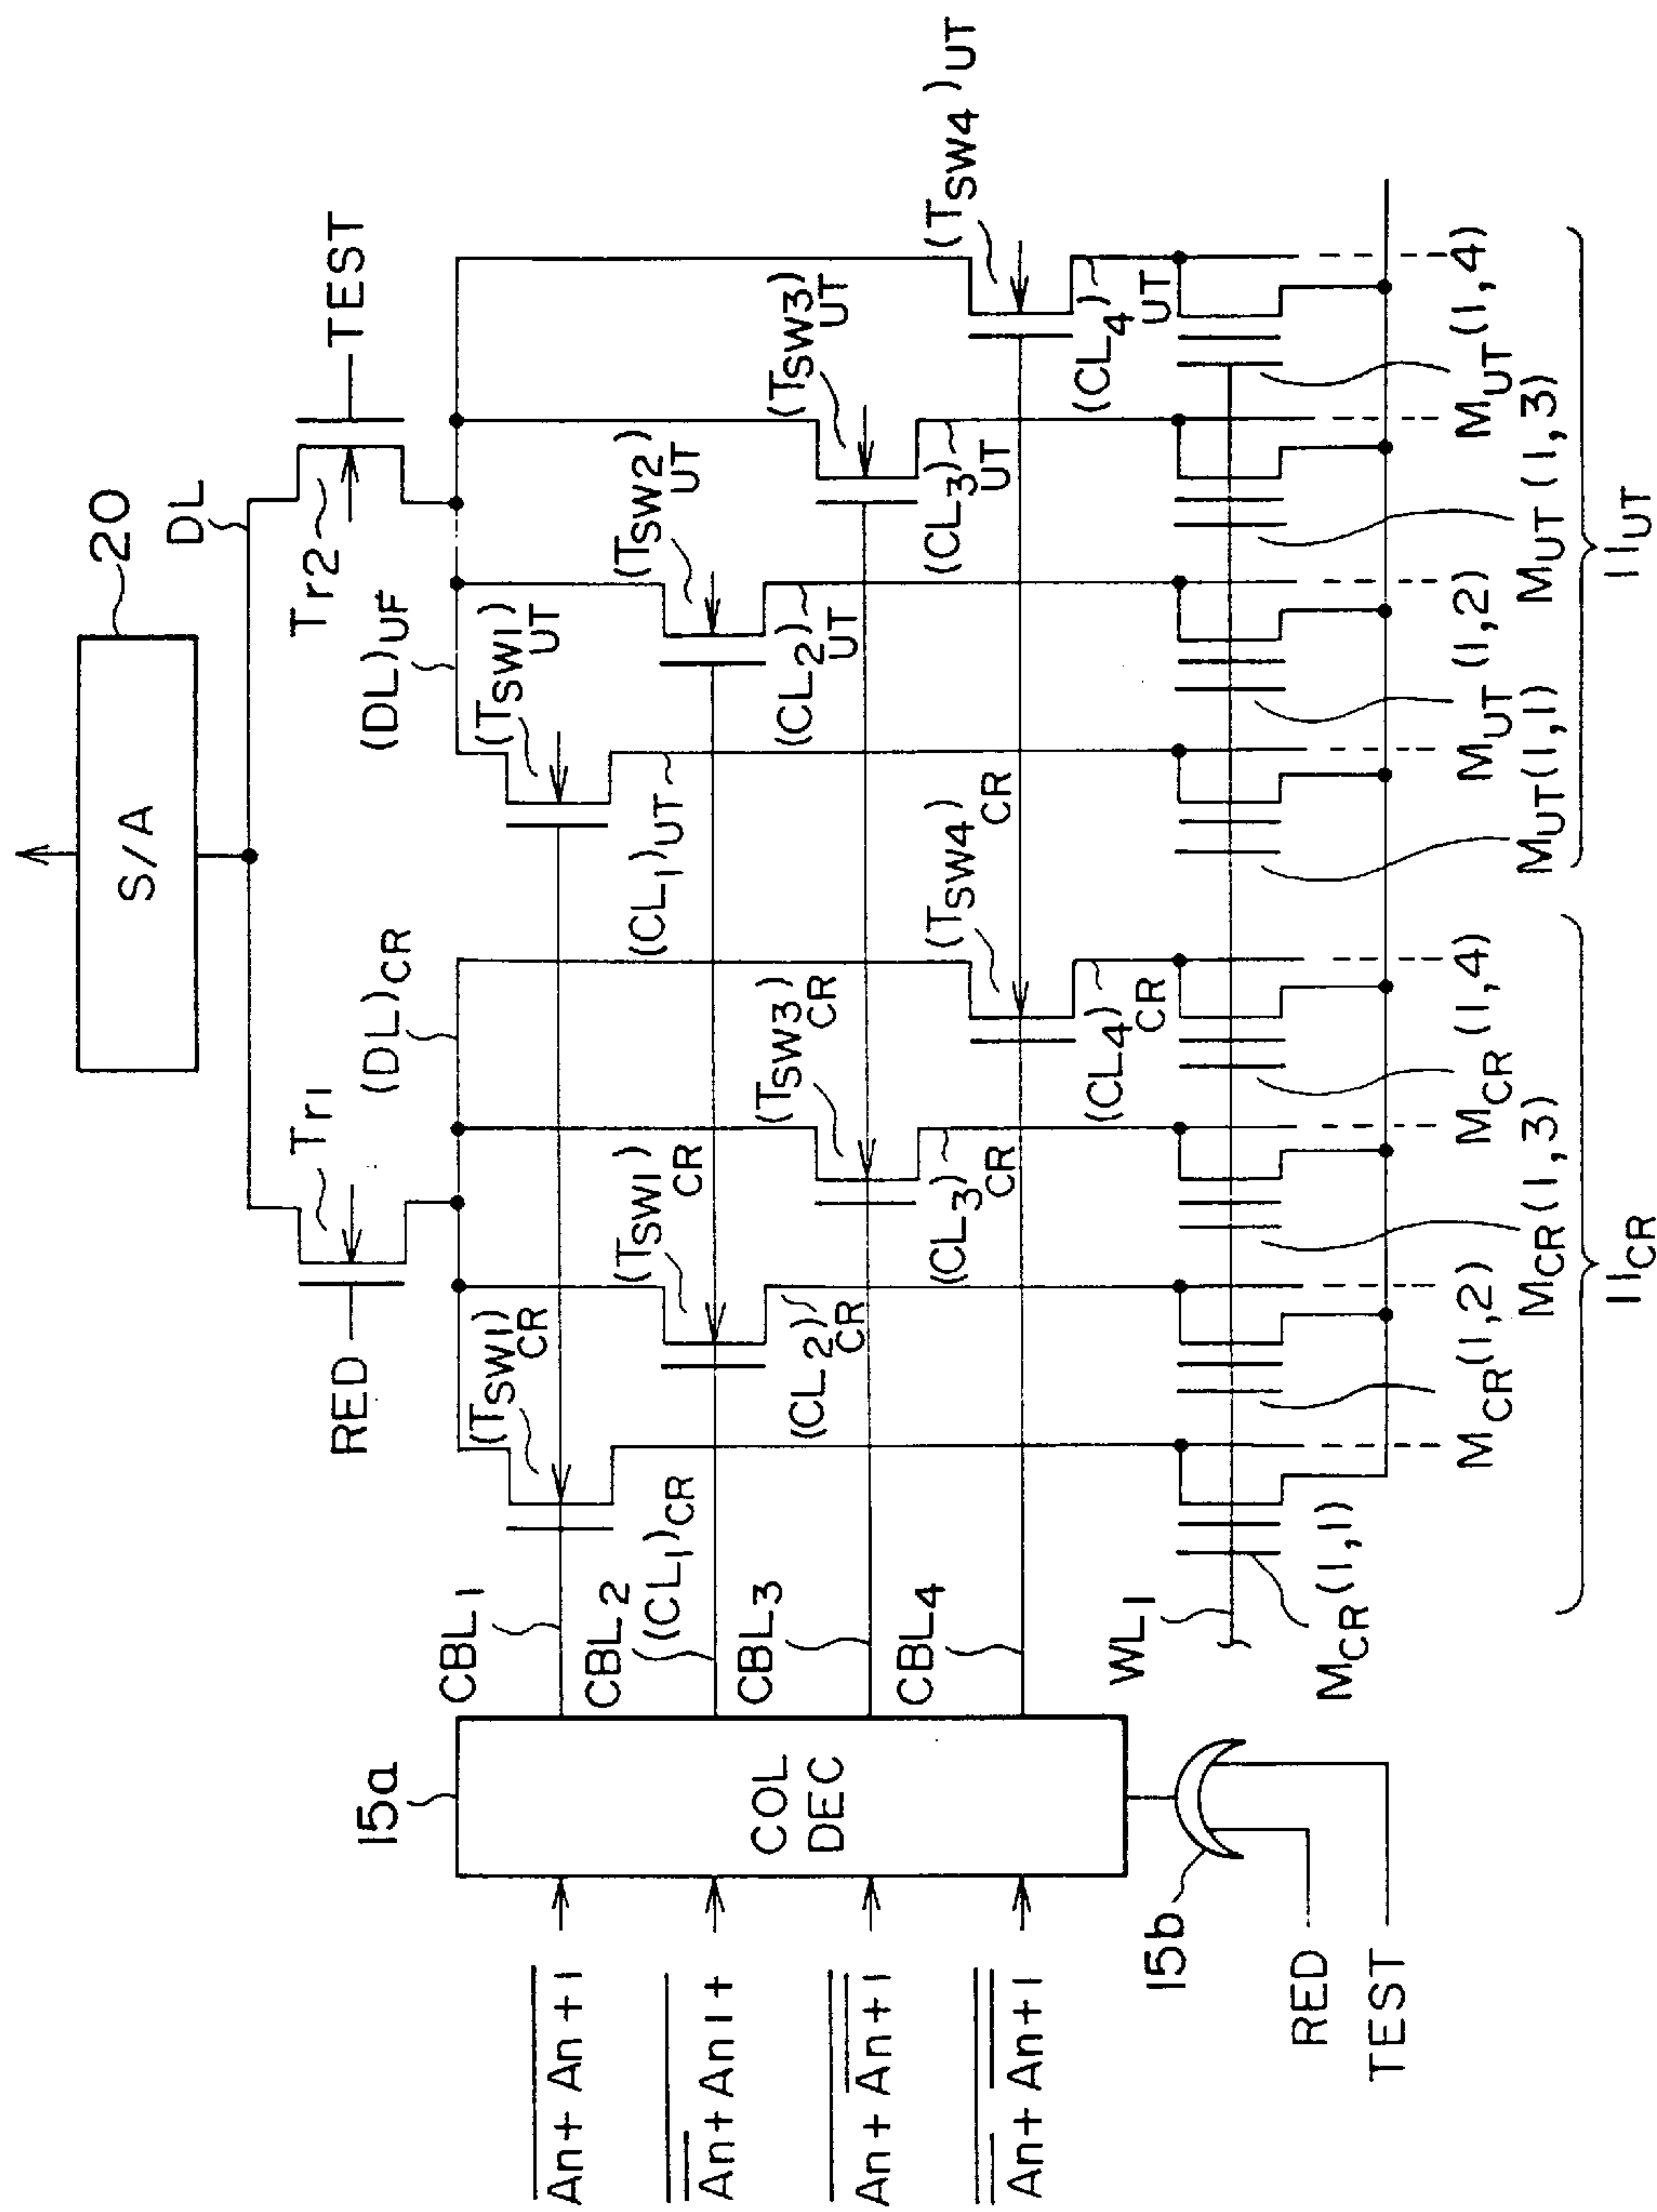 20
S/A
DL
Tr1
RED
Tr2
TEST
(DL)CR
(DL)UF
(TSW1)CR
(TSW1)CR
(TSW3)CR
(TSW4)CR
(TSW1)UT
(TSW2)UT
(TSW3)UT
(TSW4)UT
15a
COL
DEC
CBL1
CBL2
(CL1)CR
CBL3
CBL4
(CL2)CR
(CL3)CR
(CL4)CR
(CL1)UT
(CL2)UT
(CL3)UT
(CL4)UT
WL1
MCR(1,1)
MCR(1,2)
MCR(1,3)
MCR(1,4)
MUT(1,1)
MUT(1,2)
MUT(1,3)
MUT(1,4)
11CR
11UT
An+An+1
An+An1+
An+An+1
An+An+1
15b
RED
TEST